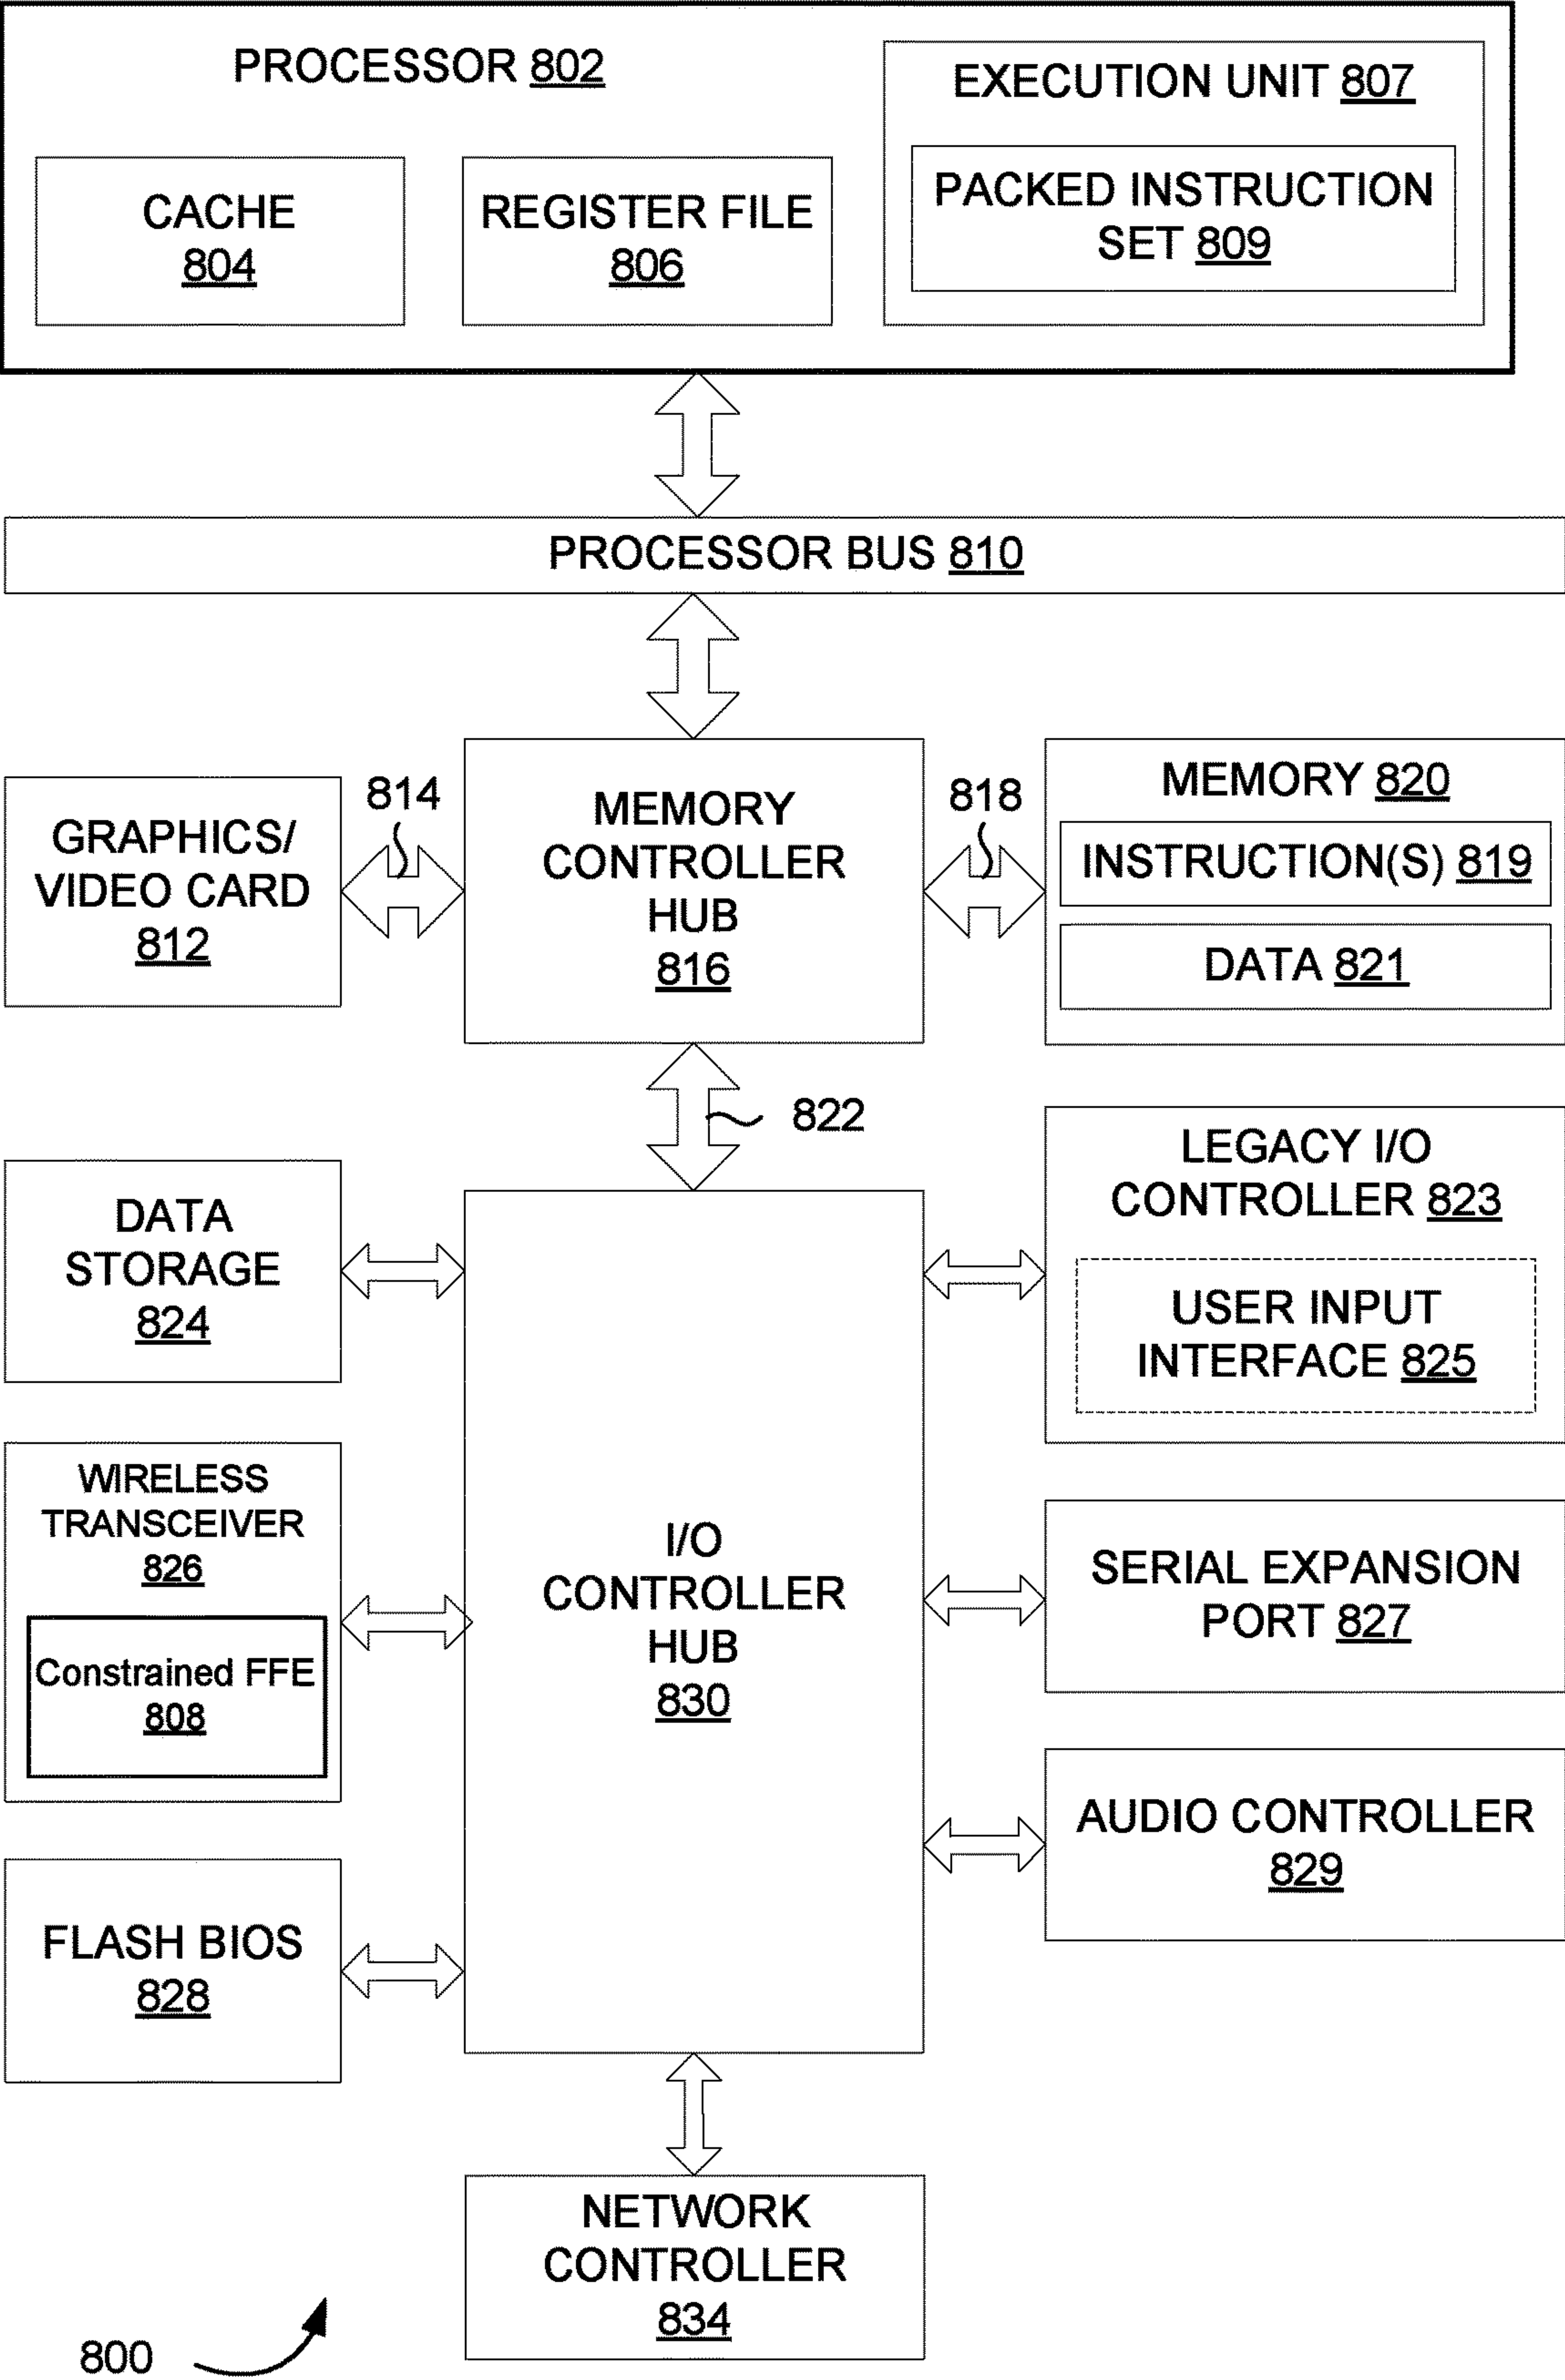 PROCESSOR 802
EXECUTION UNIT 807
CACHE
804
REGISTER FILE
806
PACKED INSTRUCTION
SET 809
PROCESSOR BUS 810
GRAPHICS/
VIDEO CARD
812
814
MEMORY
CONTROLLER
HUB
816
818
MEMORY 820
INSTRUCTION(S) 819
DATA 821
822
DATA
STORAGE
824
LEGACY I/O
CONTROLLER 823
USER INPUT
INTERFACE 825
WIRELESS
TRANSCEIVER
826
Constrained FFE
808
I/O
CONTROLLER
HUB
830
SERIAL EXPANSION
PORT 827
AUDIO CONTROLLER
829
FLASH BIOS
828
NETWORK
CONTROLLER
834
800